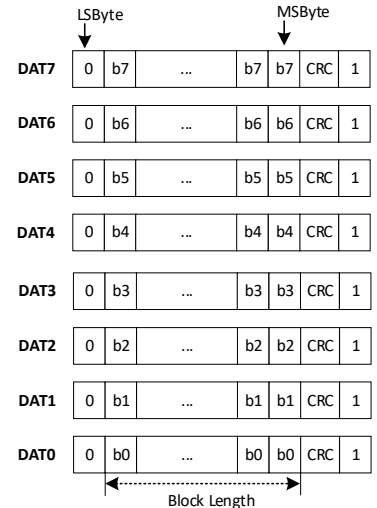 LSByte MSByte
DAT7 0 b7 ... b7 b7 CRC 1
DAT6 0 b6 ... b6 b6 CRC 1
DAT5 0 b5 ... b5 b5 CRC 1
DAT4 0 b4 ... b4 b4 CRC 1
DAT3 0 b3 ... b3 b3 CRC 1
DAT2 0 b2 ... b2 b2 CRC 1
DAT1 0 b1 ... b1 b1 CRC 1
DAT0 0 b0 ... b0 b0 CRC 1
Block Length